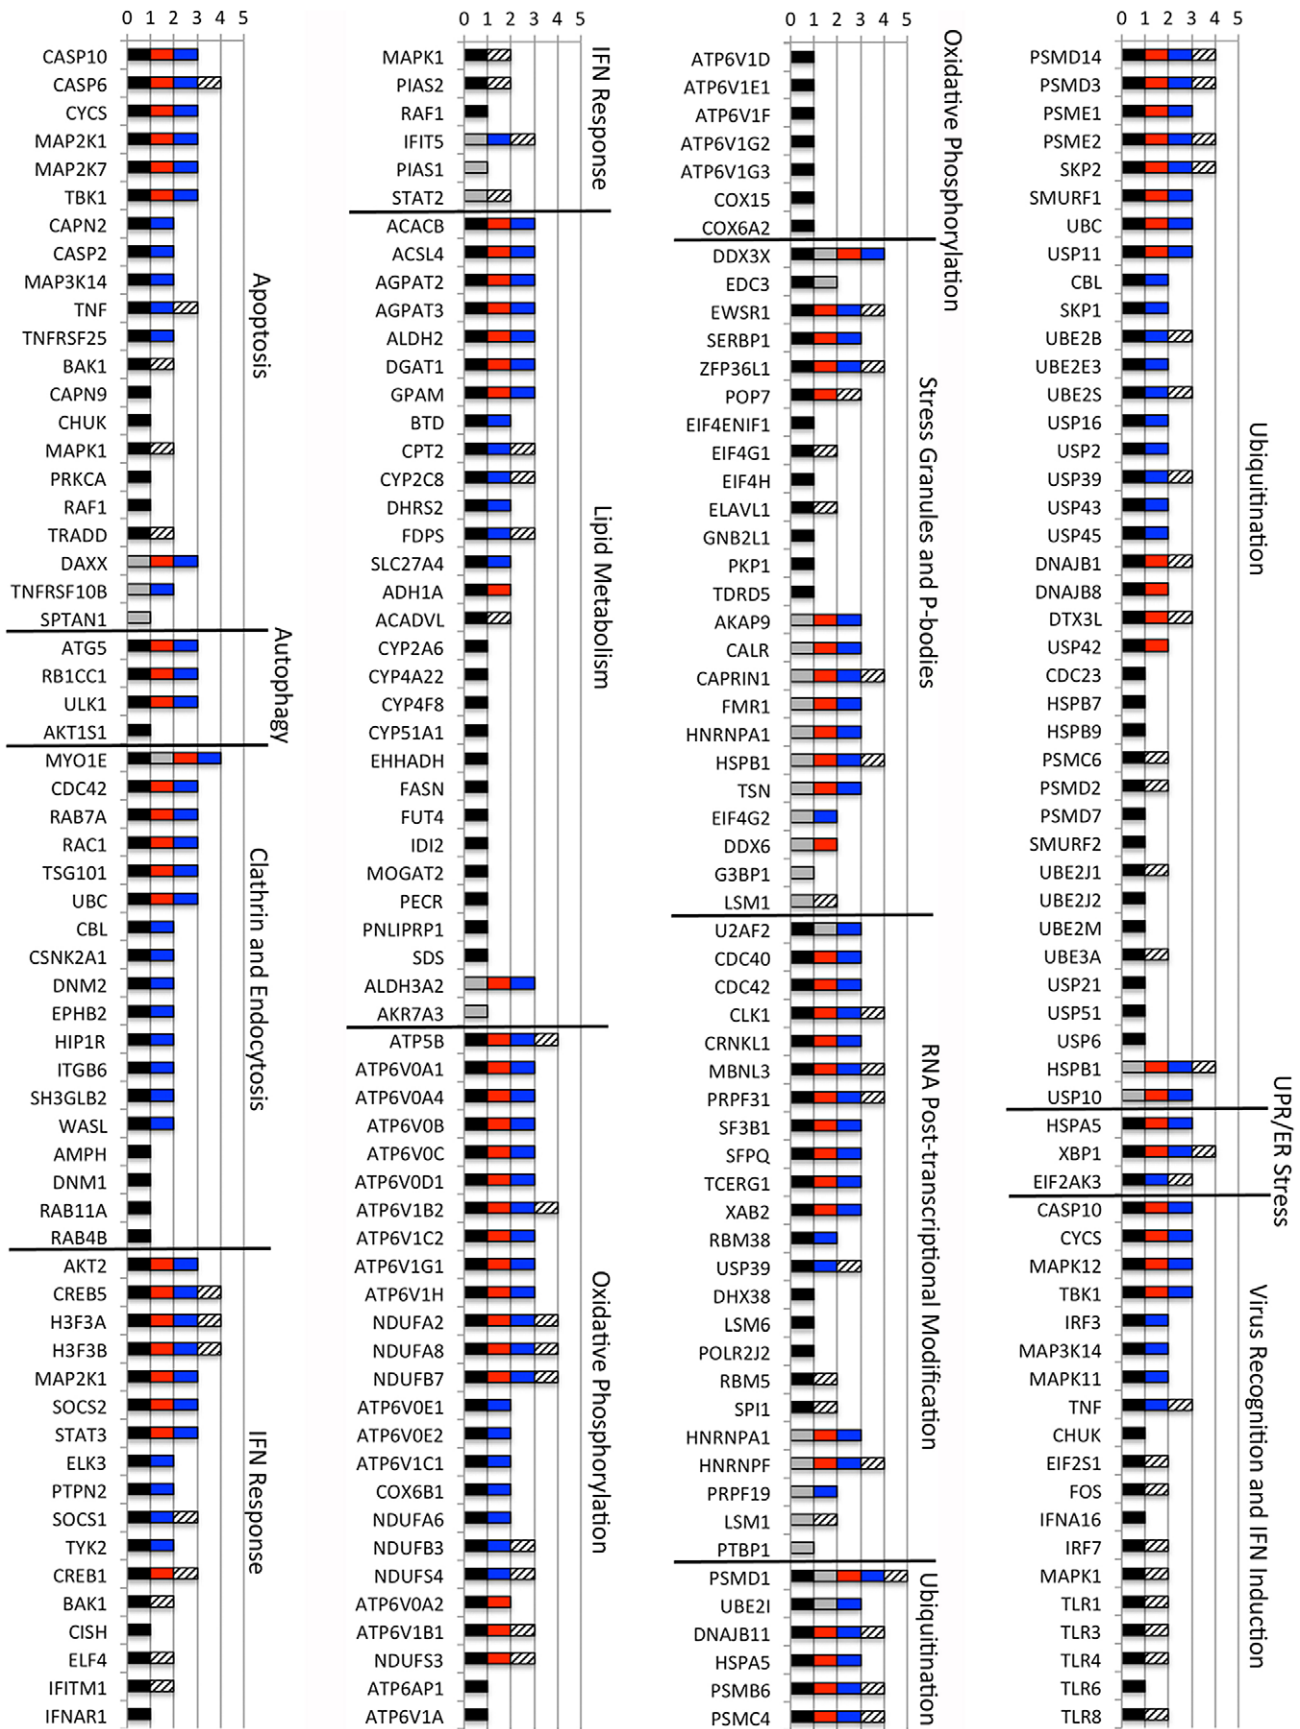 0 1 2 3 4 5
CASP10
CASP6
CYCS
MAP2K1
MAP2K7
TBK1
CAPN2
CASP2
MAP3K14
TNF
TNFRSF25
BAK1
CAPN9
CHUK
MAPK1
PRKCA
RAF1
TRADD
DAXX
TNFRSF10B
SPTAN1
Apoptosis
ATG5
RB1CC1
ULK1
AKT1S1
Autophagy
MYO1E
CDC42
RAB7A
RAC1
TSG101
UBC
CBL
CSNK2A1
DNM2
EPHB2
HIP1R
ITGB6
SH3GLB2
WASL
AMPH
DNM1
RAB11A
RAB4B
Clathrin and Endocytosis
AKT2
CREB5
H3F3A
H3F3B
MAP2K1
SOCS2
STAT3
ELK3
PTPN2
SOCS1
TYK2
CREB1
BAK1
CISH
ELF4
IFITM1
IFNAR1
IFN Response
0 1 2 3 4 5
MAPK1
PIAS2
RAF1
IFIT5
PIAS1
STAT2
IFN Response
ACACB
ACSL4
AGPAT2
AGPAT3
ALDH2
DGAT1
GPAM
BTD
CPT2
CYP2C8
DHRS2
FDPS
SLC27A4
ADH1A
ACADVL
CYP2A6
CYP4A22
CYP4F8
CYP51A1
EHHADH
FASN
FUT4
IDI2
MOGAT2
PECR
PNLIPRP1
SDS
ALDH3A2
AKR7A3
Lipid Metabolism
ATP5B
ATP6V0A1
ATP6V0A4
ATP6V0B
ATP6V0C
ATP6V0D1
ATP6V1B2
ATP6V1C2
ATP6V1G1
ATP6V1H
NDUFA2
NDUFA8
NDUFB7
ATP6V0E1
ATP6V0E2
ATP6V1C1
COX6B1
NDUFA6
NDUFB3
NDUFS4
ATP6V0A2
ATP6V1B1
NDUFS3
ATP6AP1
ATP6V1A
Oxidative Phosphorylation
0 1 2 3 4 5
ATP6V1D
ATP6V1E1
ATP6V1F
ATP6V1G2
ATP6V1G3
COX15
COX6A2
Oxidative Phosphorylation
DDX3X
EDC3
EWSR1
SERBP1
ZFP36L1
POP7
EIF4ENIF1
EIF4G1
EIF4H
ELAVL1
GNB2L1
PKP1
TDRD5
AKAP9
CALR
CAPRIN1
FMR1
HNRNPA1
HSPB1
TSN
EIF4G2
DDX6
G3BP1
LSM1
Stress Granules and P-bodies
U2AF2
CDC40
CDC42
CLK1
CRNKL1
MBNL3
PRPF31
SF3B1
SFPQ
TCERG1
XAB2
RBM38
USP39
DHX38
LSM6
POLR2J2
RBM5
SPI1
HNRNPA1
HNRNPF
PRPF19
LSM1
PTBP1
RNA Post-transcriptional Modification
PSMD1
UBE2I
DNAJB11
HSPA5
PSMB6
PSMC4
Ubiquitination
0 1 2 3 4 5
PSMD14
PSMD3
PSME1
PSME2
SKP2
SMURF1
UBC
USP11
CBL
SKP1
UBE2B
UBE2E3
UBE2S
USP16
USP2
USP39
USP43
USP45
DNAJB1
DNAJB8
DTX3L
USP42
CDC23
HSPB7
HSPB9
PSMC6
PSMD2
PSMD7
SMURF2
UBE2J1
UBE2J2
UBE2M
UBE3A
USP21
USP51
USP6
HSPB1
USP10
Ubiquitination
HSPA5
XBP1
EIF2AK3
UPR/ER Stress
CASP10
CYCS
MAPK12
TBK1
IRF3
MAP3K14
MAPK11
TNF
CHUK
EIF2S1
FOS
IFNA16
IRF7
MAPK1
TLR1
TLR3
TLR4
TLR6
TLR8
Virus Recognition and IFN Induction